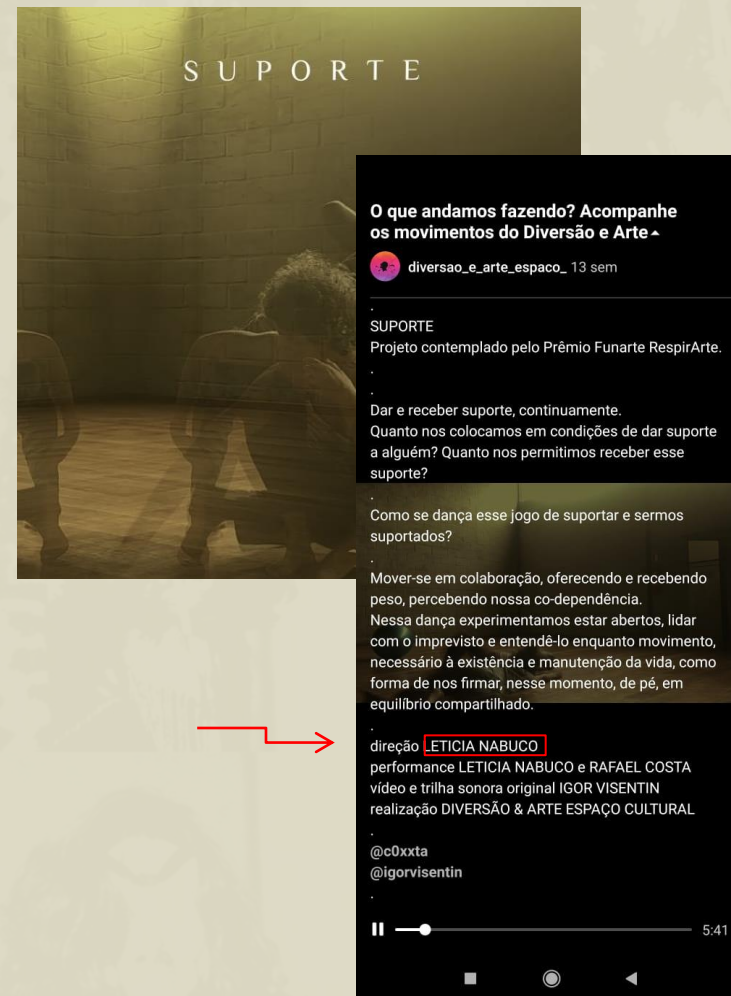 S U P O R T E
O que andamos fazendo? Acompanhe
os movimentos do Diversão e Arte
diversao_e_arte_espaco_ 13 sem
.
SUPORTE
Projeto contemplado pelo Prêmio Funarte RespirArte.
.
.
Dar e receber suporte, continuamente.
Quanto nos colocamos em condições de dar suporte
a alguém? Quanto nos permitimos receber esse
suporte?
.
Como se dança esse jogo de suportar e sermos
suportados?
.
Mover-se em colaboração, oferecendo e recebendo
peso, percebendo nossa co-dependência.
Nessa dança experimentamos estar abertos, lidar
com o imprevisto e entendê-lo enquanto movimento,
necessário à existência e manutenção da vida, como
forma de nos firmar, nesse momento, de pé, em
equilíbrio compartilhado.
.
direção LETICIA NABUCO
performance LETICIA NABUCO e RAFAEL COSTA
vídeo e trilha sonora original IGOR VISENTIN
realização DIVERSÃO & ARTE ESPAÇO CULTURAL
.
@c0xxta
@igorvisentin
.
5:41